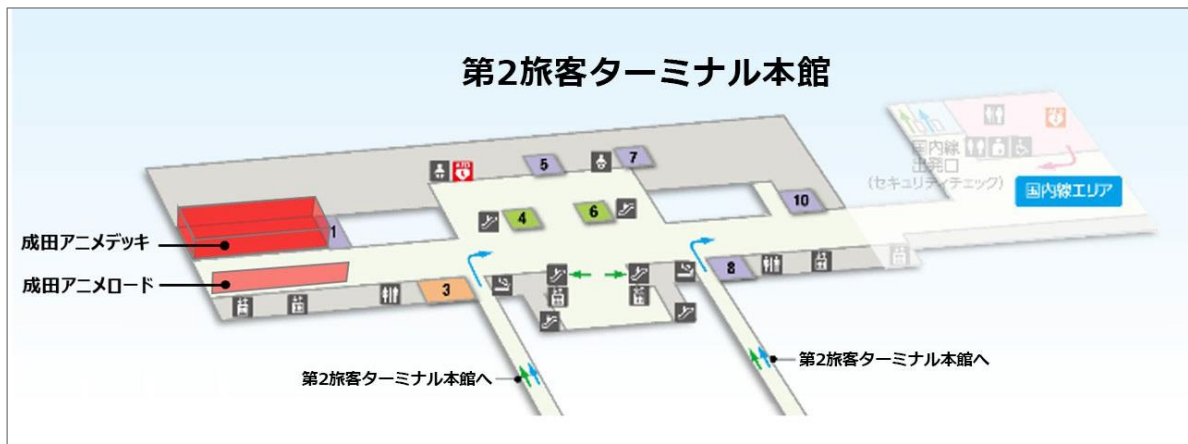 第2旅客ターミナル本館
国内線
出発口
(セキュリティチェック)
国内線エリア
成田アニメデッキ
成田アニメロード
1
3
4
5
6
7
8
10
AED
第2旅客ターミナル本館へ
第2旅客ターミナル本館へ